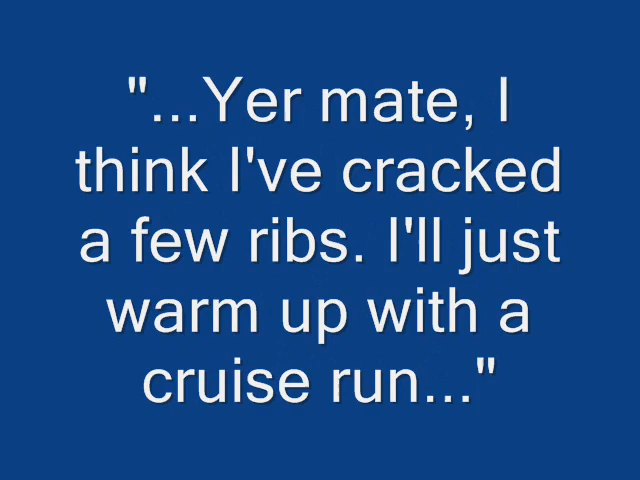 "...Yer mate, I
think I've cracked
a few ribs. I'll just
warm up with a
cruise run..."